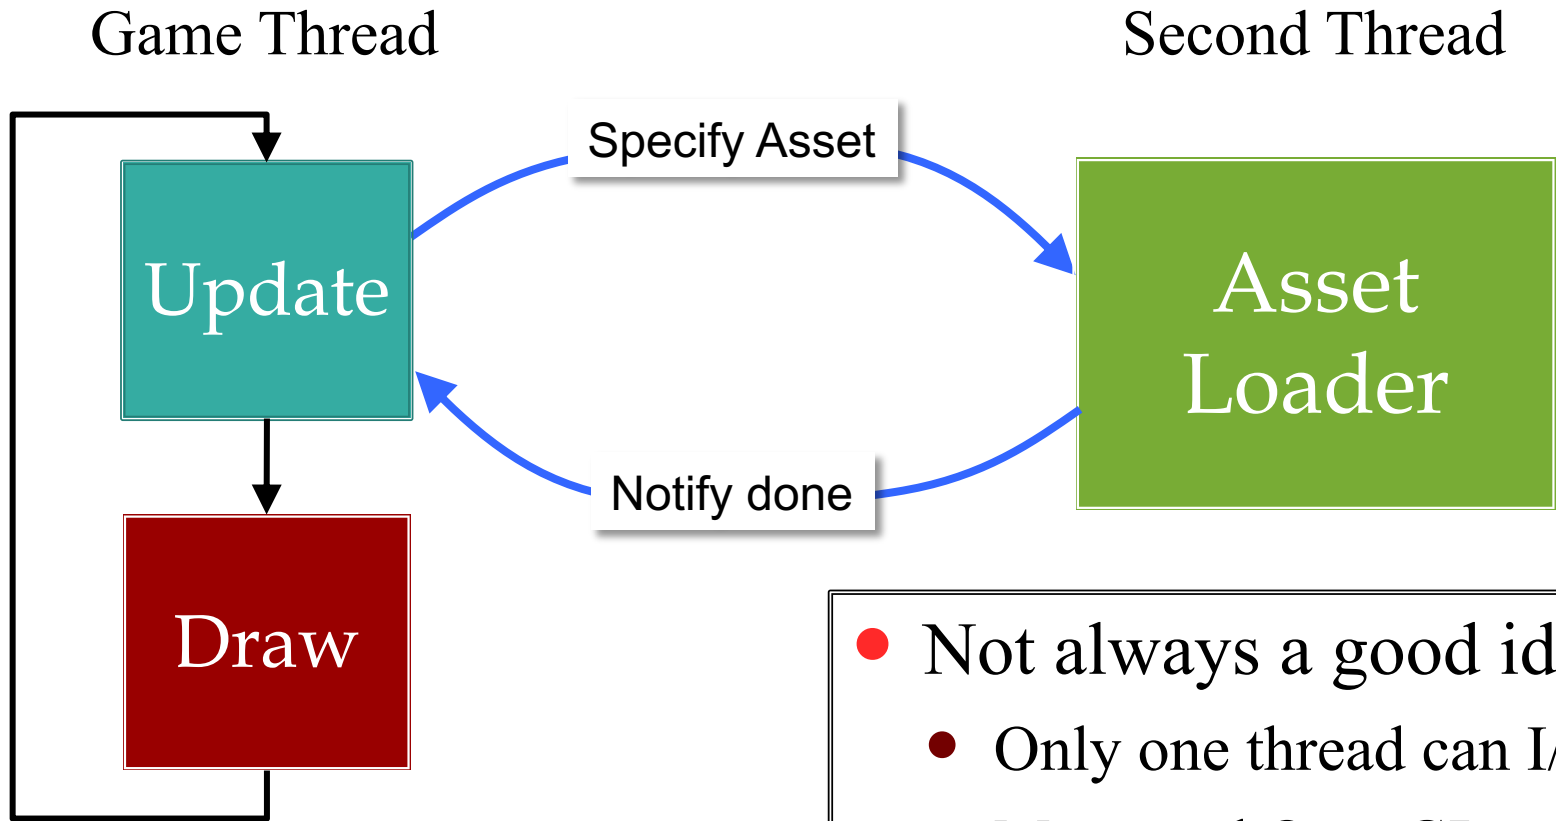 Game Thread
Second Thread
Specify Asset
Update
Asset
Loader
Notify done
Draw
Not always a good id
Only one thread can I/